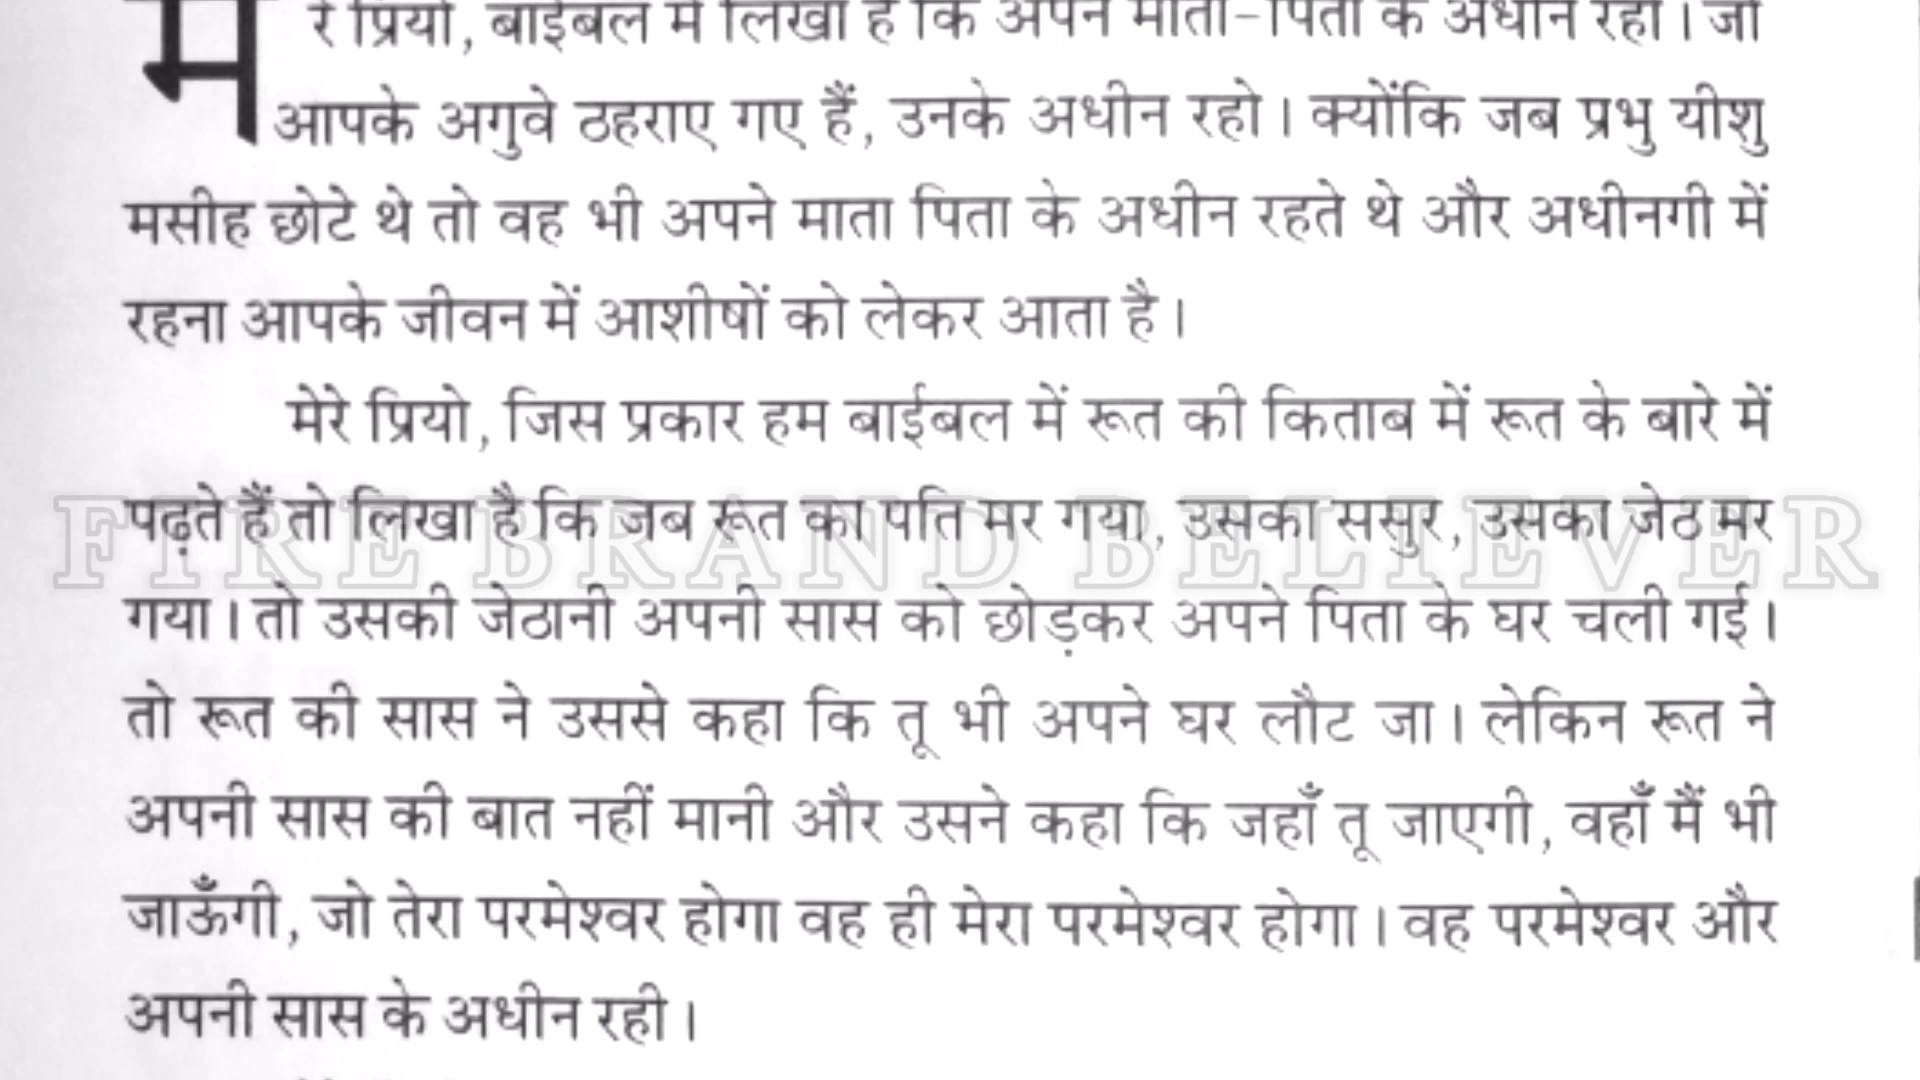 मेरे प्रियो, बाईबल में लिखा है कि अपने माता-पिता के अधीन रहो। जो
आपके अगुवे ठहराए गए हैं, उनके अधीन रहो। क्योंकि जब प्रभु यीशु
मसीह छोटे थे तो वह भी अपने माता पिता के अधीन रहते थे और अधीनगी में
रहना आपके जीवन में आशीषों को लेकर आता है।
मेरे प्रियो, जिस प्रकार हम बाईबल में रूत की किताब में रूत के बारे में
पढ़ते हैं तो लिखा है कि जब रूत का पति मर गया, उसका ससुर, उसका जेठ मर
FIRE BRAND BELIEVER
गया। तो उसकी जेठानी अपनी सास को छोड़कर अपने पिता के घर चली गई।
तो रूत की सास ने उससे कहा कि तू भी अपने घर लौट जा। लेकिन रूत ने
अपनी सास की बात नहीं मानी और उसने कहा कि जहाँ तू जाएगी, वहाँ मैं भी
जाऊँगी, जो तेरा परमेश्वर होगा वह ही मेरा परमेश्वर होगा। वह परमेश्वर और
अपनी सास के अधीन रही।